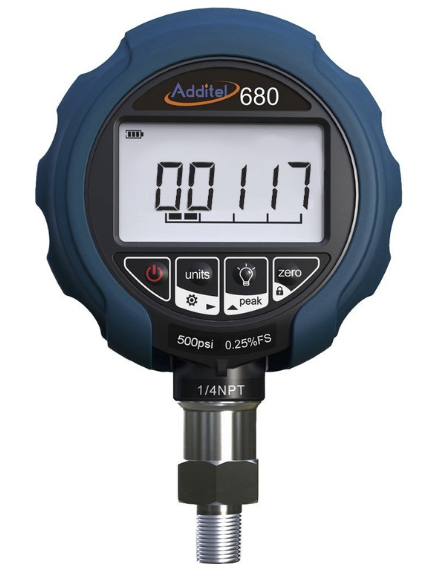 Additel 680
00117
units zero
peak
500psi 0.25%FS
1/4NPT